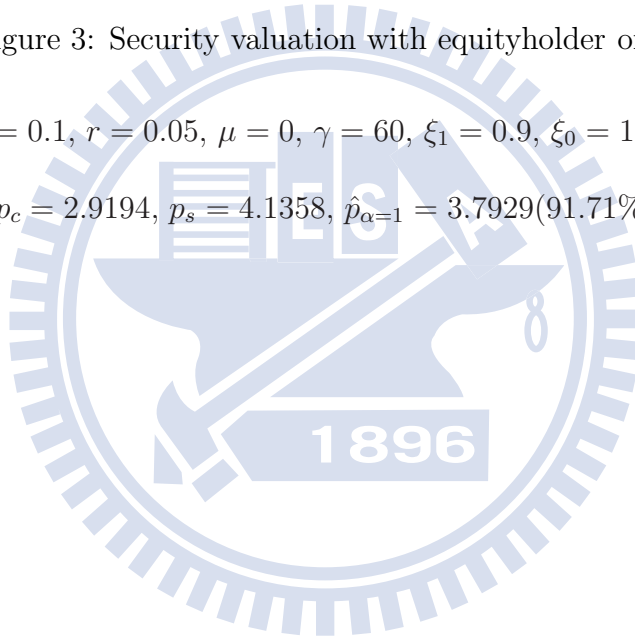 gure 3: Security valuation with equityholder o
= 0.1, r = 0.05, μ = 0, γ = 60, ξ₁ = 0.9, ξ₀ = 1
p_c = 2.9194, p_s = 4.1358, p̂_{α=1} = 3.7929(91.71%
E S A
1896